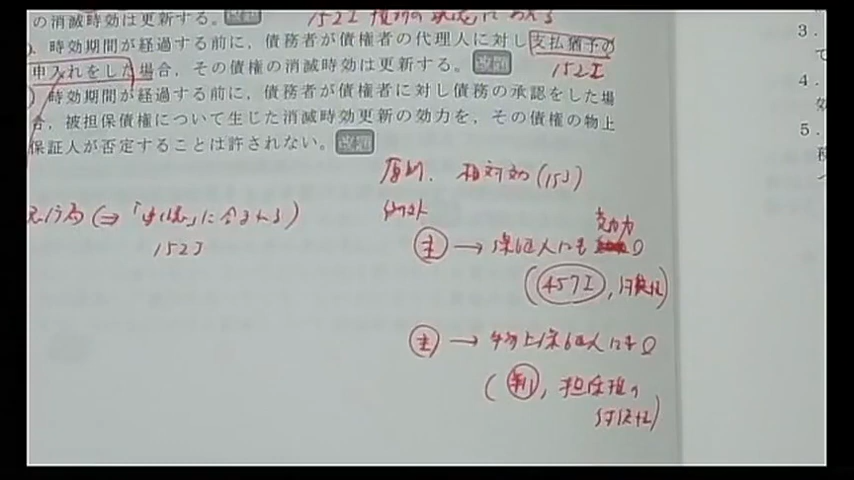 の消滅時効は更新する。改題
152I 債務の承認にあたる
時効期間が経過する前に，債務者が債権者の代理人に対し支払猶予の
申入れをした場合，その債権の消滅時効は更新する。改題
152I
時効期間が経過する前に，債務者が債権者に対し債務の承認をした場
合，被担保債権について生じた消滅時効更新の効力を，その債権の物上
保証人が否定することは許されない。改題
原則． 相対効(153)
例外
(⇒「承認」に含まれる)
152I
効力
主 → 保証人にも
(457I，付従性)
主 → 物上保証人にも
(判，担保権の
付従性)
3．
4．
5．